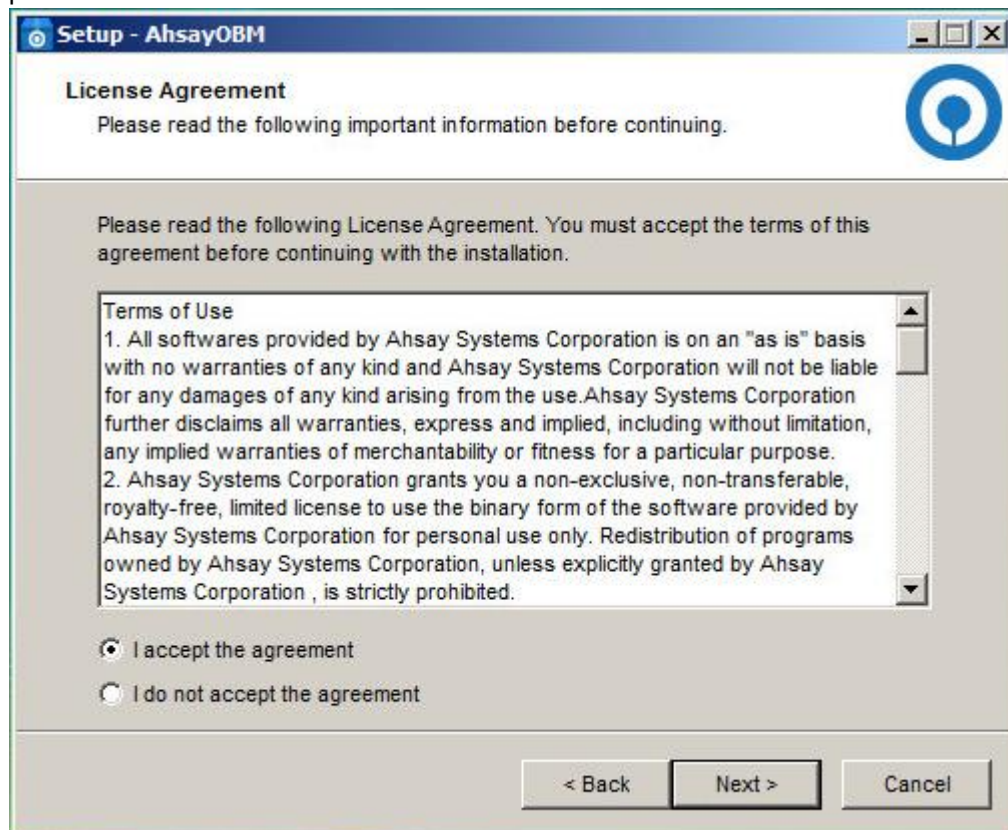 Setup - AhsayOBM
License Agreement
Please read the following important information before continuing.
Please read the following License Agreement. You must accept the terms of this
agreement before continuing with the installation.
Terms of Use
1. All softwares provided by Ahsay Systems Corporation is on an "as is" basis
with no warranties of any kind and Ahsay Systems Corporation will not be liable
for any damages of any kind arising from the use.Ahsay Systems Corporation
further disclaims all warranties, express and implied, including without limitation,
any implied warranties of merchantability or fitness for a particular purpose.
2. Ahsay Systems Corporation grants you a non-exclusive, non-transferable,
royalty-free, limited license to use the binary form of the software provided by
Ahsay Systems Corporation for personal use only. Redistribution of programs
owned by Ahsay Systems Corporation, unless explicitly granted by Ahsay
Systems Corporation , is strictly prohibited.
I accept the agreement
I do not accept the agreement
< Back
Next >
Cancel